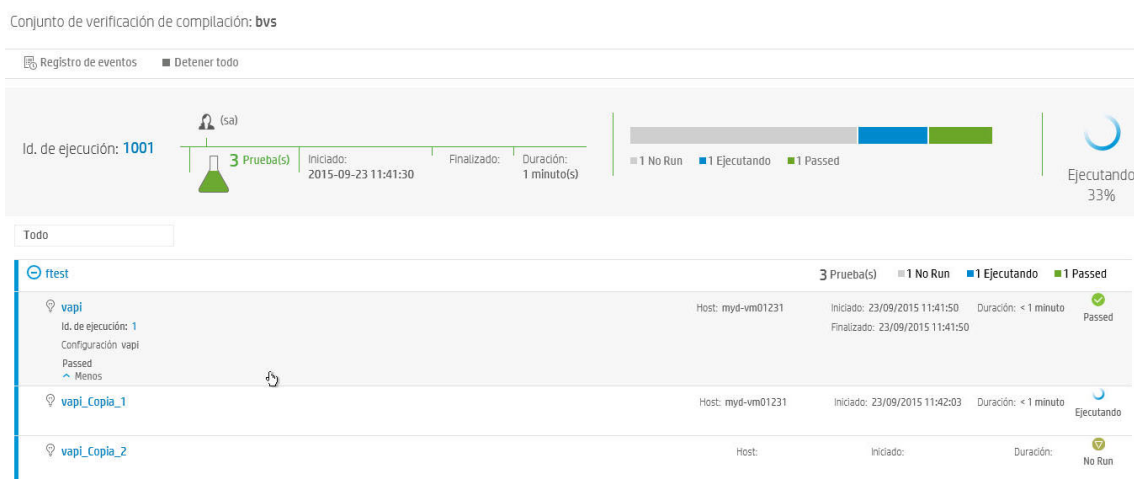 Conjunto de verificación de compilación: bvs
Registro de eventos Detener todo
(sa)
Id. de ejecución: 1001
3 Prueba(s)
Iniciado:
2015-09-23 11:41:30
Finalizado:
Duración:
1 minuto(s)
1 No Run 1 Ejecutando 1 Passed
Ejecutando
33%
Todo
ftest 3 Prueba(s) 1 No Run 1 Ejecutando 1 Passed
vapi Host: myd-vm01231 Iniciado: 23/09/2015 11:41:50 Duración: < 1 minuto
Passed
Id. de ejecución: 1 Finalizado: 23/09/2015 11:41:50
Configuración vapi
Passed
Menos
vapi_Copia_1 Host: myd-vm01231 Iniciado: 23/09/2015 11:42:03 Duración: < 1 minuto
Ejecutando
vapi_Copia_2 Host: Iniciado: Duración:
No Run